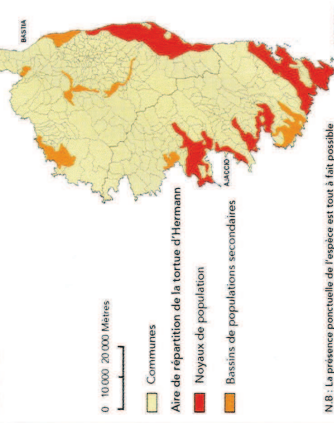 BASTIA
AJACCIO
0 10 000 20 000 Mètres
Communes
Aire de répartition de la tortue d'Hermann
Noyaux de population
Bassins de populations secondaires
N.B : La présence ponctuelle de l'espèce est tout à fait possible